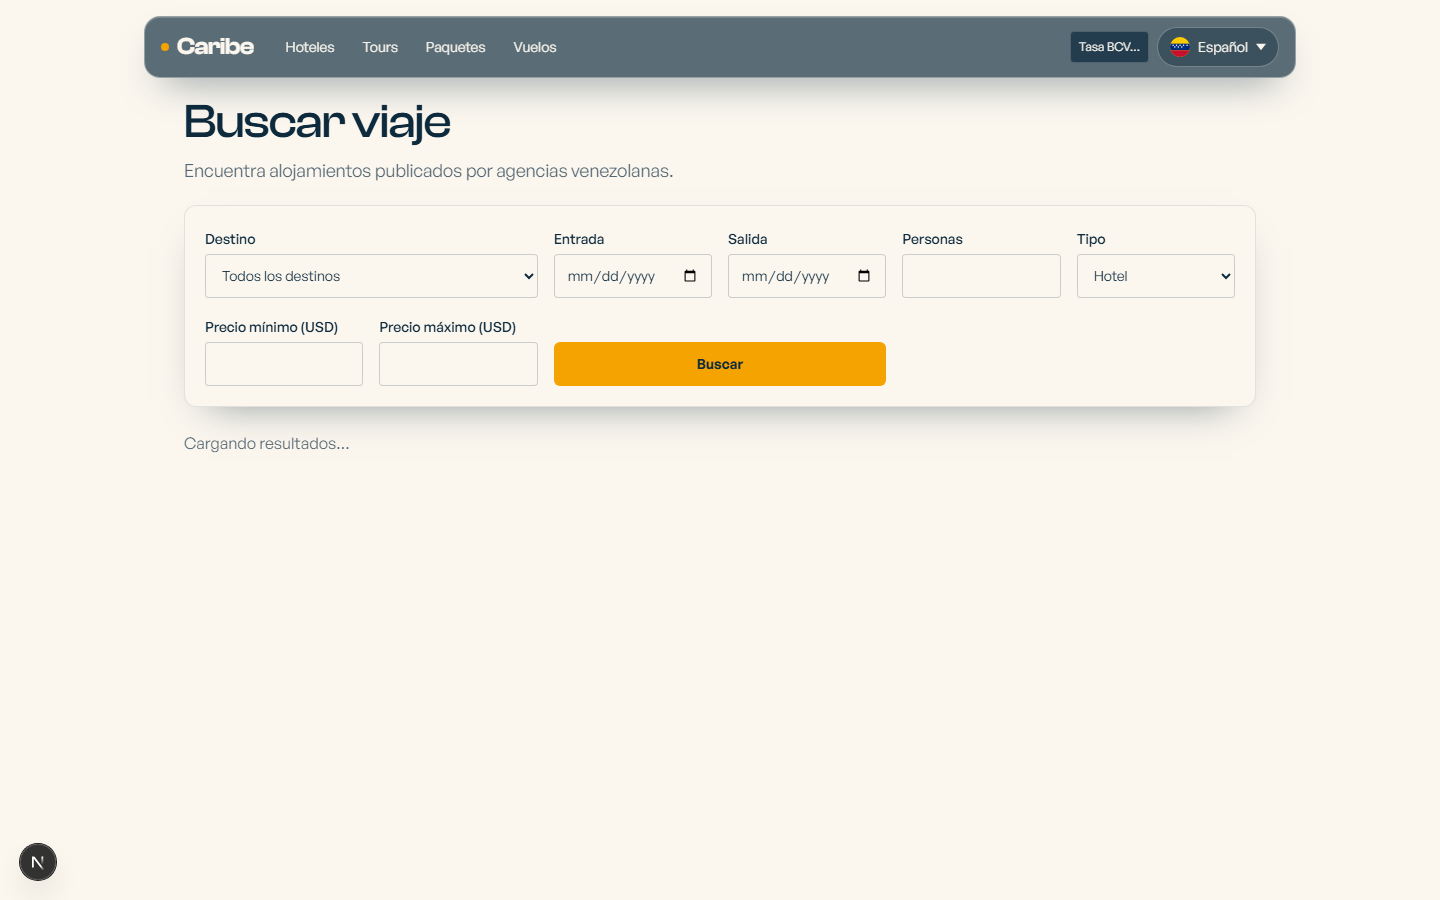 Caribe Hoteles Tours Paquetes Vuelos Tasa BCV... Español
Buscar viaje
Encuentra alojamientos publicados por agencias venezolanas.
Destino Entrada Salida Personas Tipo
Todos los destinos mm/dd/yyyy mm/dd/yyyy Hotel
Precio mínimo (USD) Precio máximo (USD)
Buscar
Cargando resultados...
N